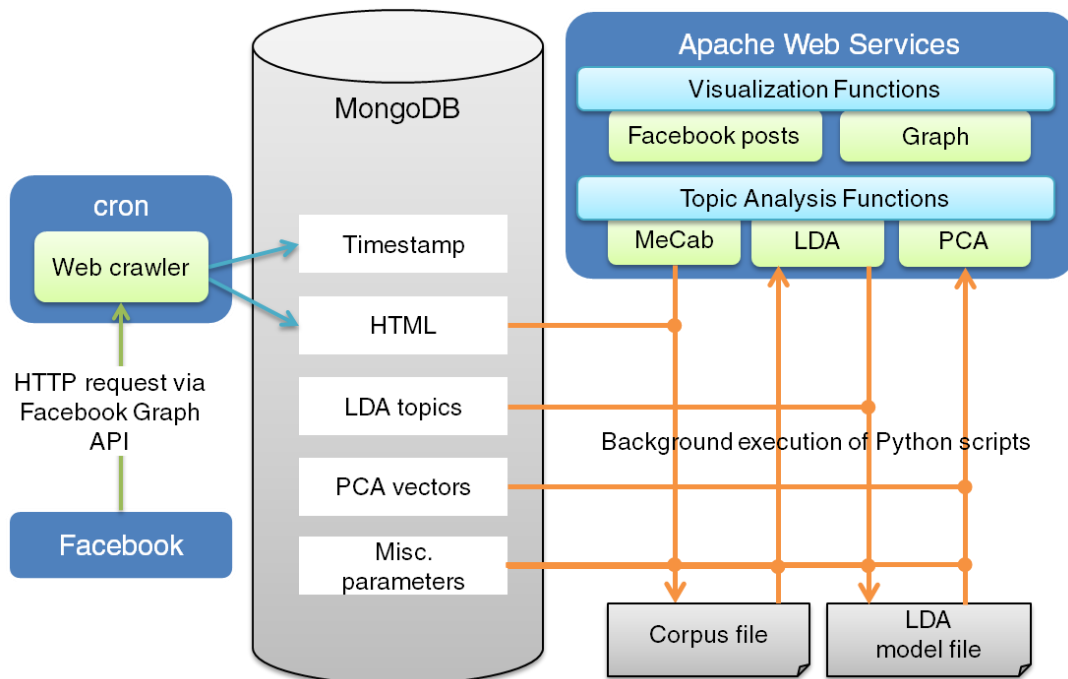 Apache Web Services
Visualization Functions
Facebook posts
Graph
Topic Analysis Functions
MeCab
LDA
PCA
MongoDB
cron
Web crawler
Timestamp
HTML
LDA topics
PCA vectors
Misc.
parameters
HTTP request via
Facebook Graph
API
Facebook
Background execution of Python scripts
Corpus file
LDA
model file